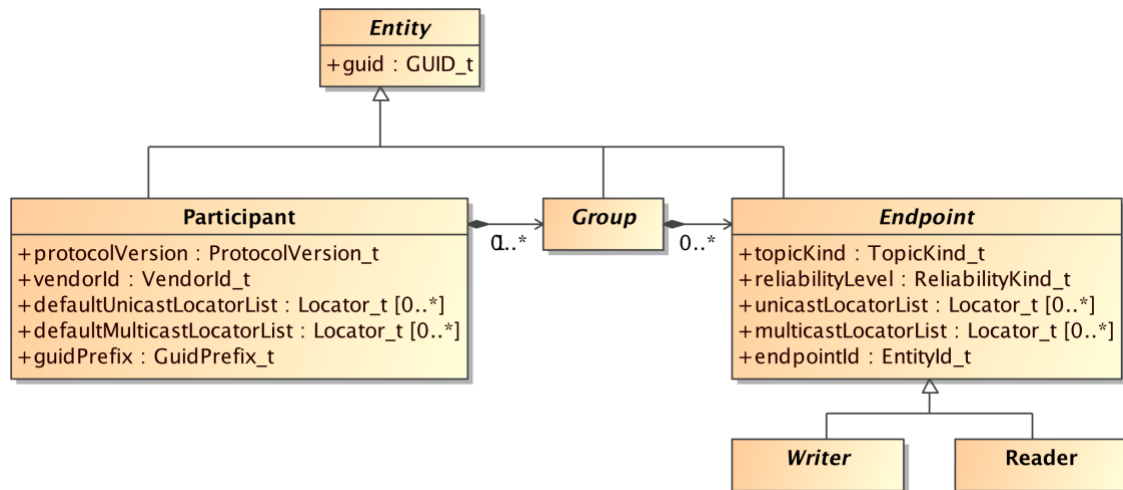 Entity
+guid : GUID_t
Participant
+protocolVersion : ProtocolVersion_t
+vendorId : VendorId_t
+defaultUnicastLocatorList : Locator_t [0..*]
+defaultMulticastLocatorList : Locator_t [0..*]
+guidPrefix : GuidPrefix_t
..*
Group
0..*
Endpoint
+topicKind : TopicKind_t
+reliabilityLevel : ReliabilityKind_t
+unicastLocatorList : Locator_t [0..*]
+multicastLocatorList : Locator_t [0..*]
+endpointId : EntityId_t
Writer
Reader